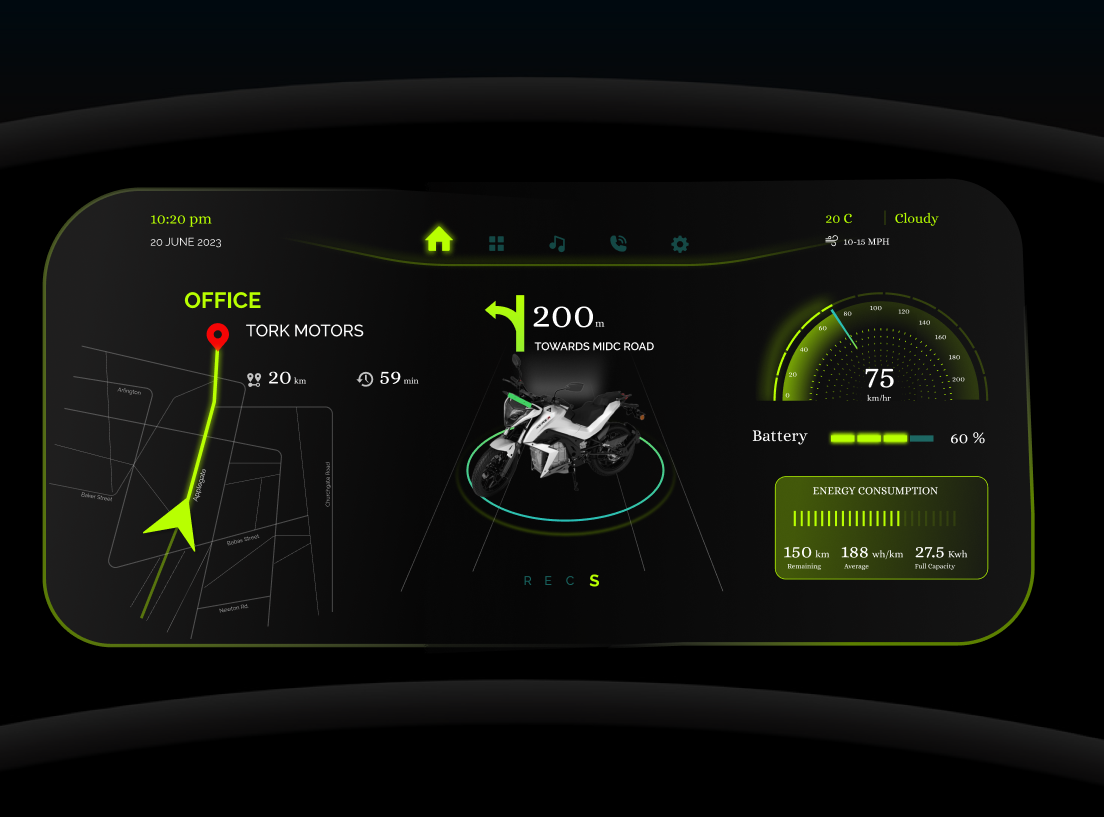 10:20 pm
20 JUNE 2023
20 C
Cloudy
10-15 MPH
OFFICE
TORK MOTORS
20 km
59 min
Arlington
Baker Street
Applegato
Churchgate Road
Robas Street
Newton Rd.
200m
TOWARDS MIDC ROAD
R E C S
0
20
40
60
80
100
120
140
160
180
200
75
km/hr
Battery
60 %
ENERGY CONSUMPTION
150 km
188 wh/km
27.5 Kwh
Remaining
Average
Full Capacity